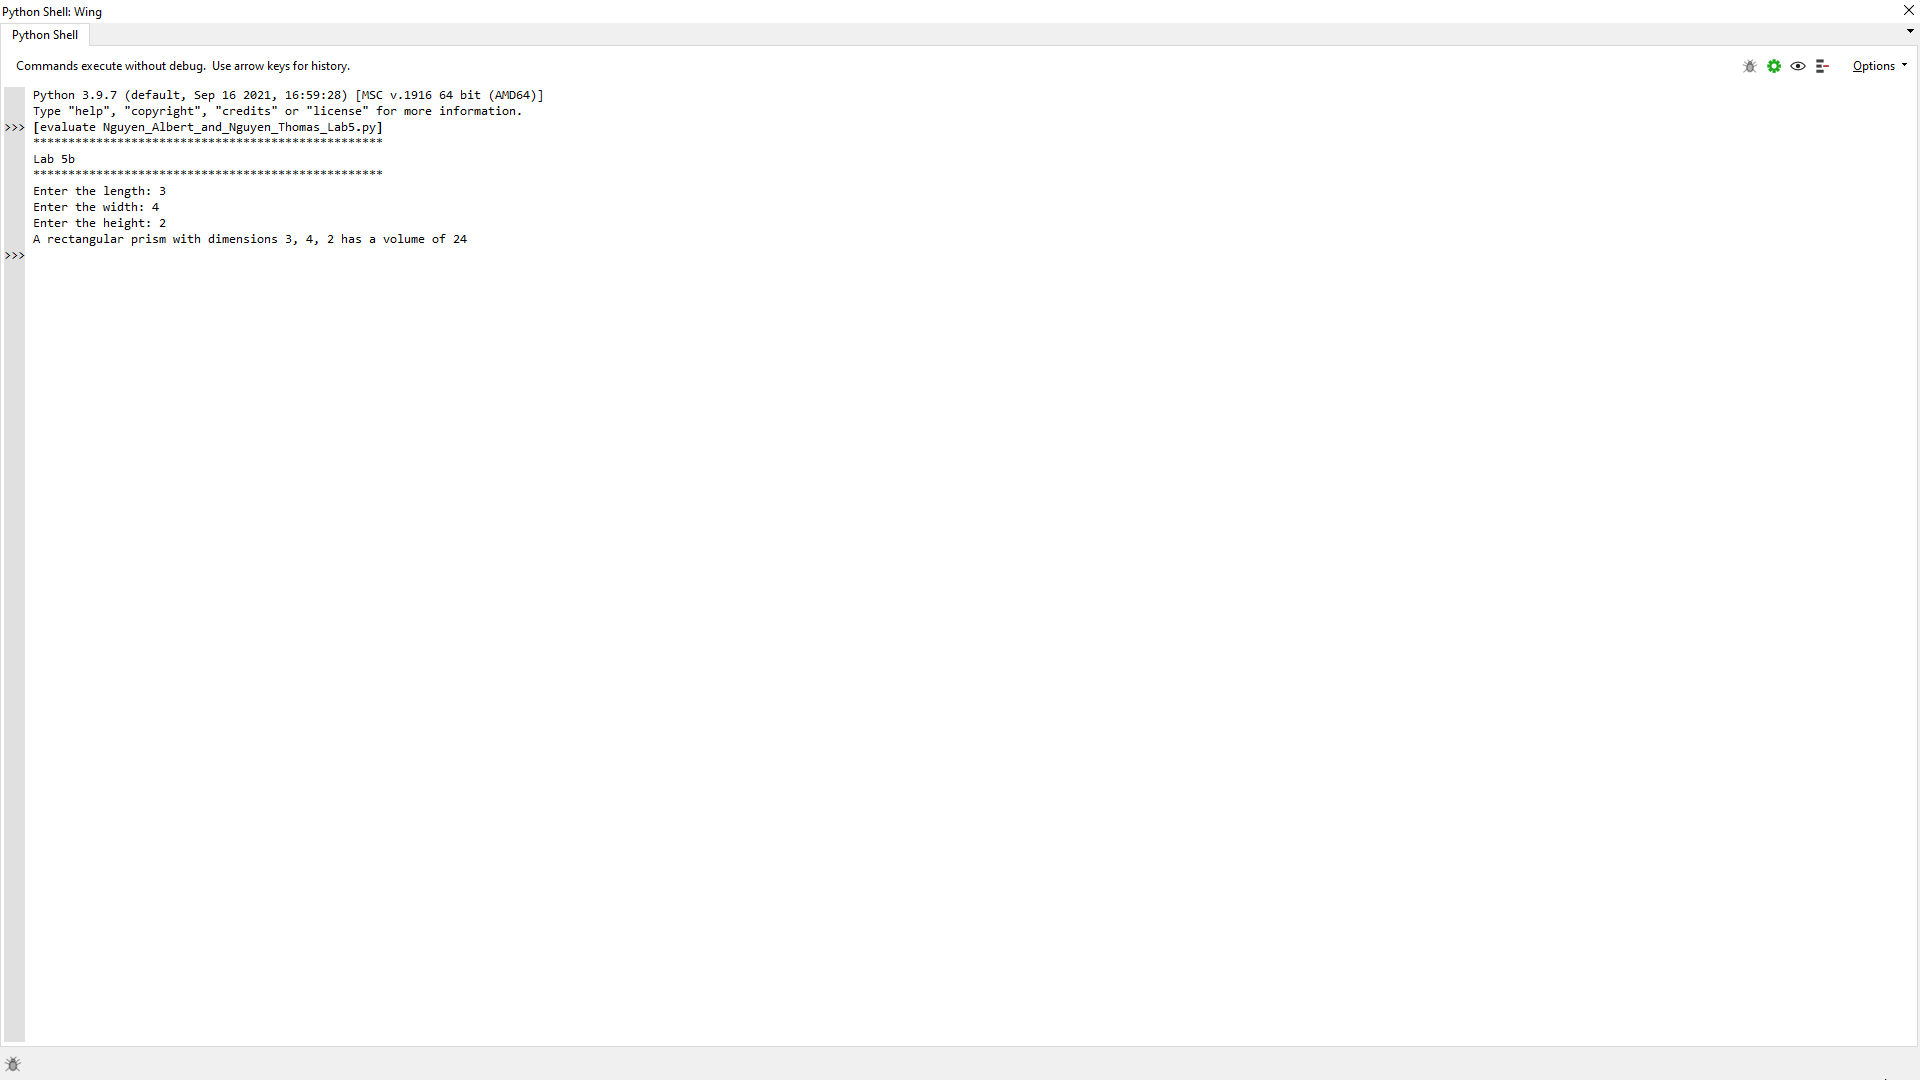 Python Shell: Wing
Python Shell
Commands execute without debug.  Use arrow keys for history.
Options
Python 3.9.7 (default, Sep 16 2021, 16:59:28) [MSC v.1916 64 bit (AMD64)]
Type "help", "copyright", "credits" or "license" for more information.
>>> [evaluate Nguyen_Albert_and_Nguyen_Thomas_Lab5.py]
**************************************************
Lab 5b
**************************************************
Enter the length: 3
Enter the width: 4
Enter the height: 2
A rectangular prism with dimensions 3, 4, 2 has a volume of 24
>>>